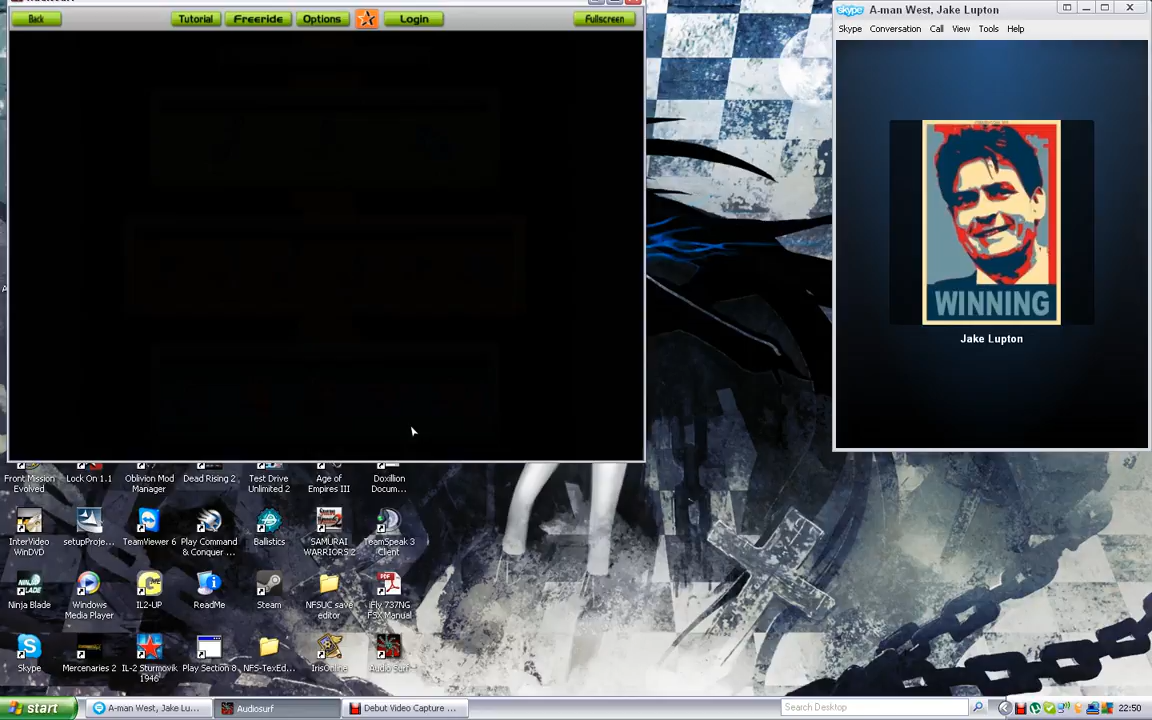 Back Tutorial Freeride Options Login Fullscreen
A-man West, Jake Lupton
Skype Conversation Call View Tools Help
WINNING
Jake Lupton
Front Mission Evolved
Lock On 1.1
Oblivion Mod Manager
Dead Rising 2
Test Drive Unlimited 2
Age of Empires III
Doxillion Docum...
InterVideo WinDVD
setupProje...
TeamViewer 6
Play Command & Conquer ...
Ballistics
SAMURAI WARRIORS 2
TeamSpeak 3 Client
Ninja Blade
Windows Media Player
IL2-UP
ReadMe
Steam
NFSUC save editor
iFly 737NG FSX Manual
Skype
Mercenaries 2
IL-2 Sturmovik 1946
Play Section 8
NFS-TexEd...
IrisOnline
Audio Surf
start A-man West, Jake Lu... Audiosurf Debut Video Capture ... Search Desktop 22:50